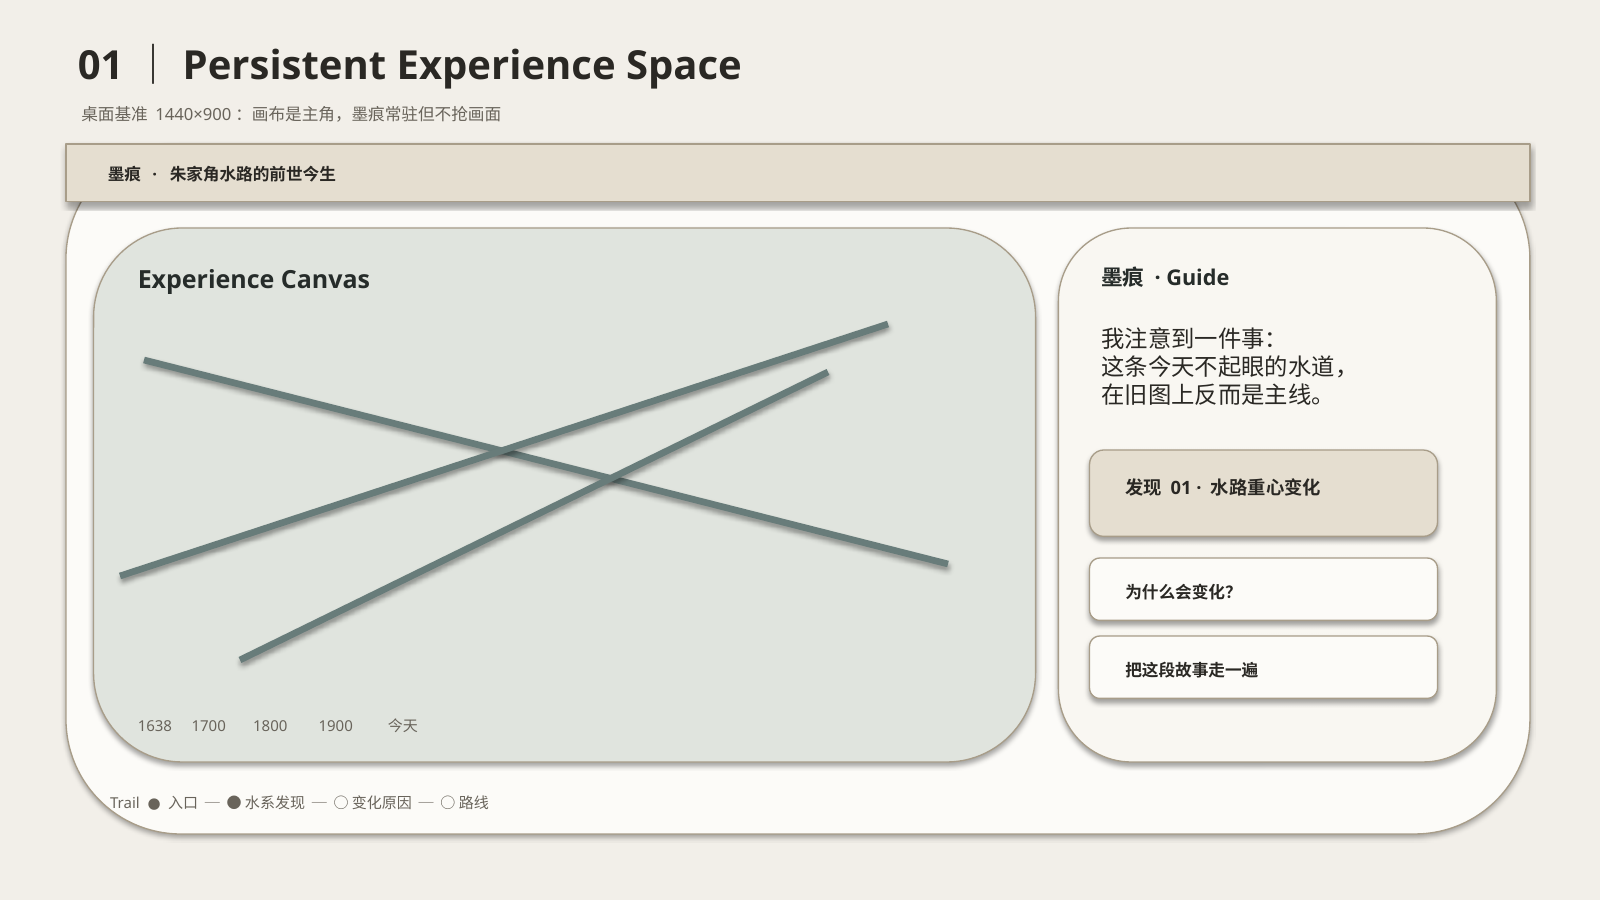 01 | Persistent Experience Space
桌面基准 1440×900：画布是主角，墨痕常驻但不抢画面
墨痕 · 朱家角水路的前世今生
Experience Canvas
1638 1700 1800 1900 今天
墨痕 · Guide
我注意到一件事：
这条今天不起眼的水道，
在旧图上反而是主线。
发现 01 · 水路重心变化
为什么会变化？
把这段故事走一遍
Trail ● 入口 — ● 水系发现 — ○ 变化原因 — ○ 路线